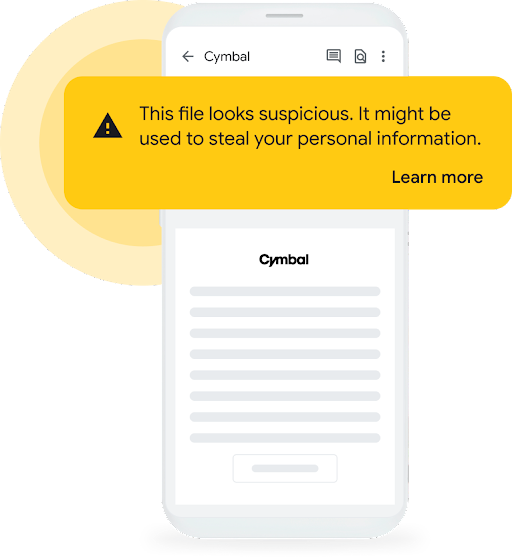 Cymbal
This file looks suspicious. It might be
used to steal your personal information.
Learn more
Cymbal